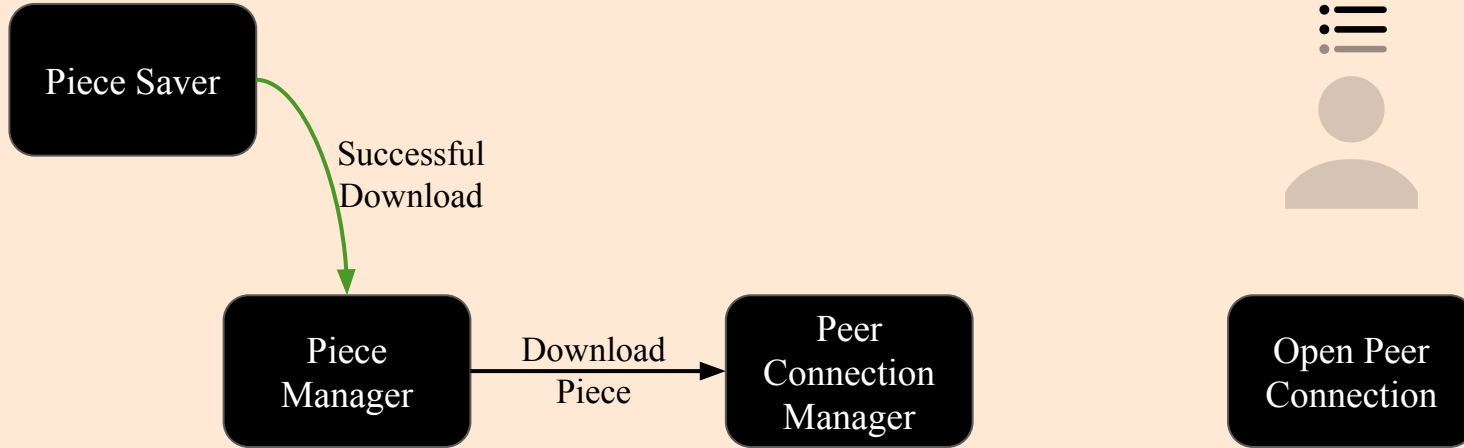 Piece Saver
Successful
Download
Piece
Manager
Download
Piece
Peer
Connection
Manager
Open Peer
Connection